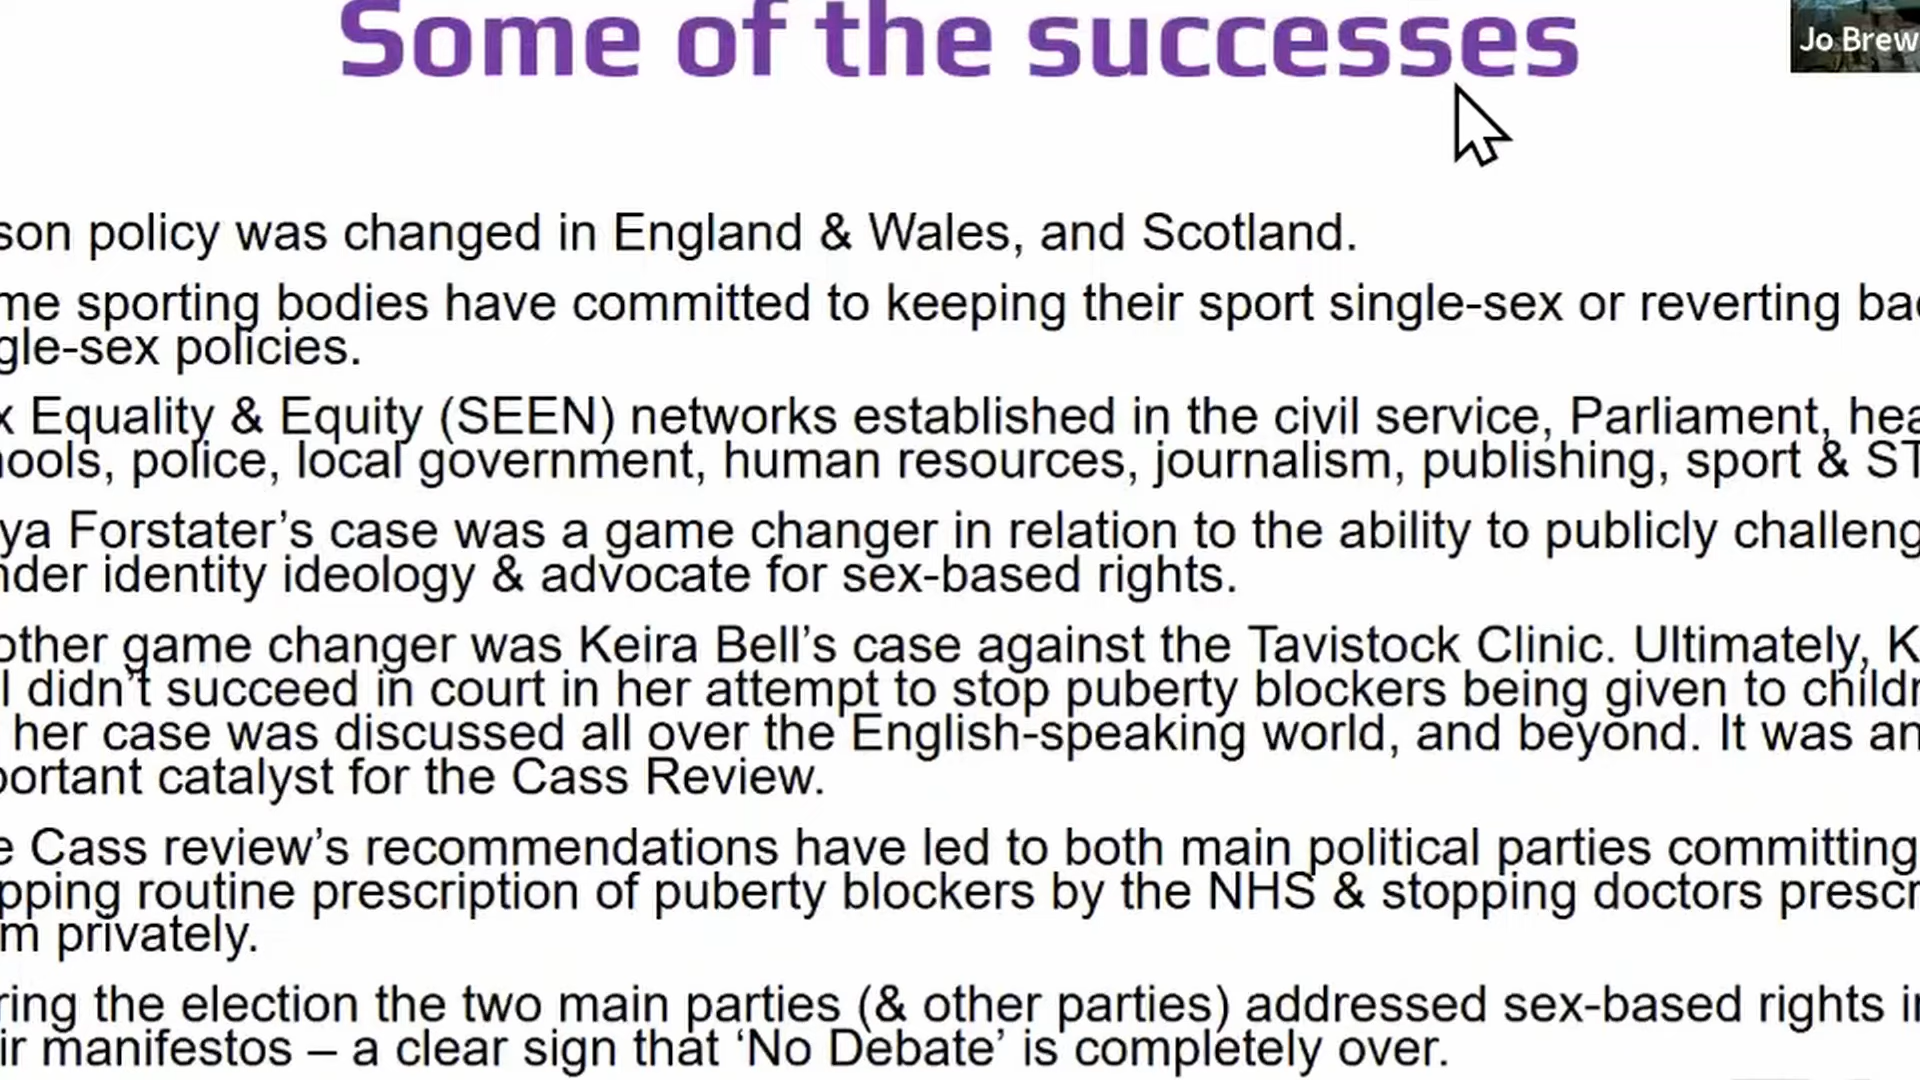 Some of the successes
Jo Brew
son policy was changed in England & Wales, and Scotland.
me sporting bodies have committed to keeping their sport single-sex or reverting bac
gle-sex policies.
x Equality & Equity (SEEN) networks established in the civil service, Parliament, hea
ools, police, local government, human resources, journalism, publishing, sport & ST
ya Forstater’s case was a game changer in relation to the ability to publicly challeng
nder identity ideology & advocate for sex-based rights.
other game changer was Keira Bell’s case against the Tavistock Clinic. Ultimately, K
l didn’t succeed in court in her attempt to stop puberty blockers being given to childr
her case was discussed all over the English-speaking world, and beyond. It was an
portant catalyst for the Cass Review.
e Cass review’s recommendations have led to both main political parties committing
pping routine prescription of puberty blockers by the NHS & stopping doctors prescr
m privately.
ring the election the two main parties (& other parties) addressed sex-based rights in
ir manifestos – a clear sign that ‘No Debate’ is completely over.